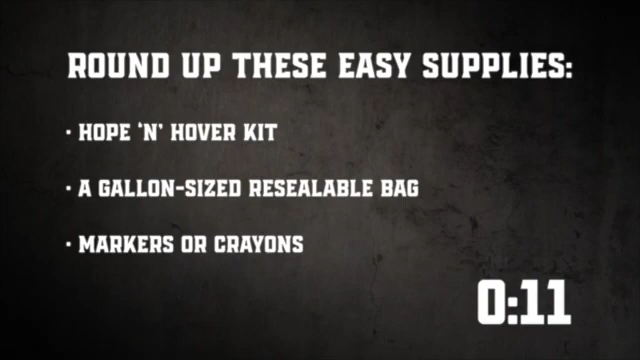 ROUND UP THESE EASY SUPPLIES:
· HOPE ‘N’ HOVER KIT
· A GALLON-SIZED RESEALABLE BAG
· MARKERS OR CRAYONS
0:11